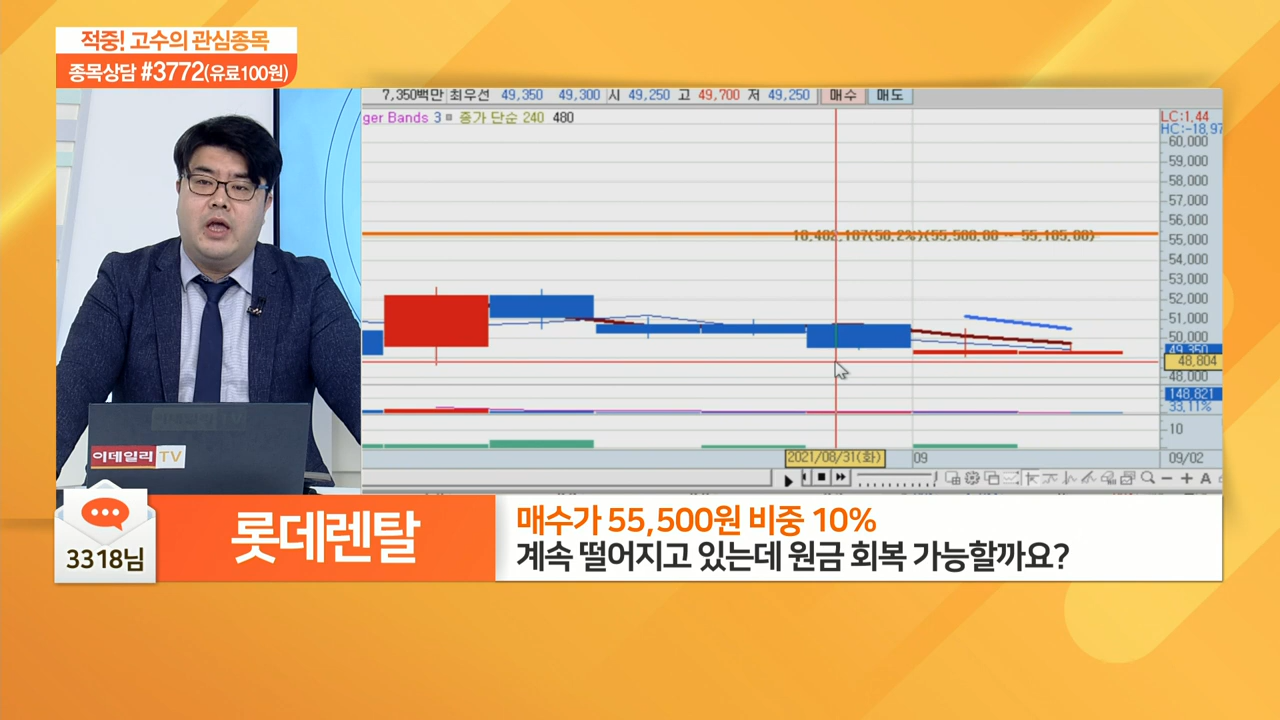 적중! 고수의 관심종목
종목상담 #3772(유료100원)
7,350백만 최우선 49,350 49,300 시 49,250 고 49,700 저 49,250 매수 매도
ger Bands 3 종가 단순 240 480
LC:1.44
HC:-18.97
60,000
59,000
58,000
57,000
56,000
55,000
54,000
53,000
52,000
51,000
50,000
49,350
48,804
48,000
148,821
33.11%
10
2021/08/31(화) 09 09/02
이데일리 TV
3318님
롯데렌탈
매수가 55,500원 비중 10%
계속 떨어지고 있는데 원금 회복 가능할까요?